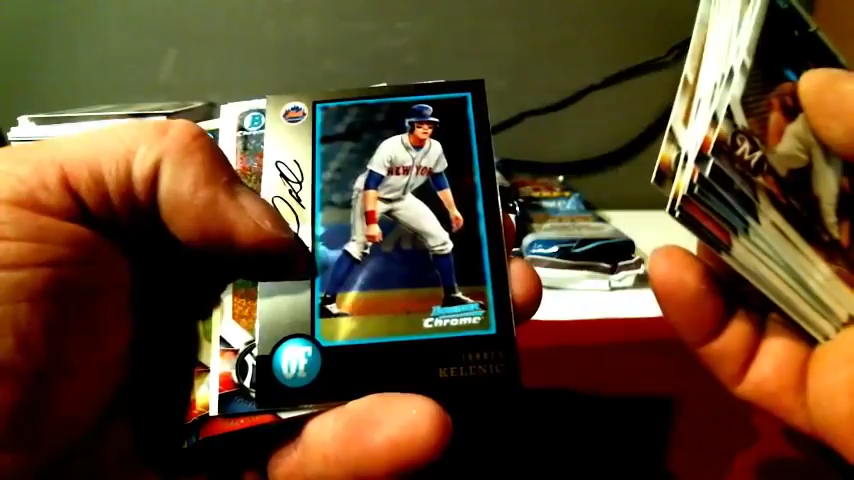 B
NEW YORK
M
Bowman
Chrome
OF
JARRED
KELENIC